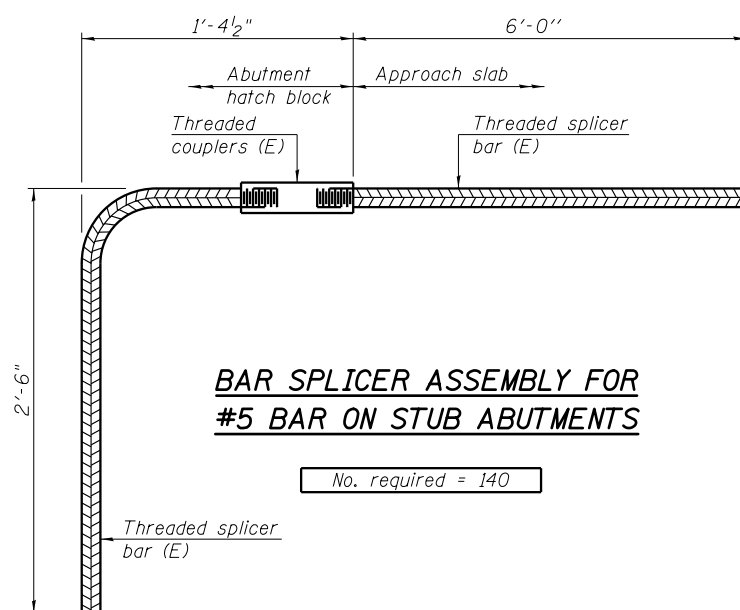 1'-4½"
6'-0"
Abutment
hatch block
Approach slab
Threaded
couplers (E)
Threaded splicer
bar (E)
2'-6"
BAR SPLICER ASSEMBLY FOR
#5 BAR ON STUB ABUTMENTS
No. required = 140
Threaded splicer
bar (E)